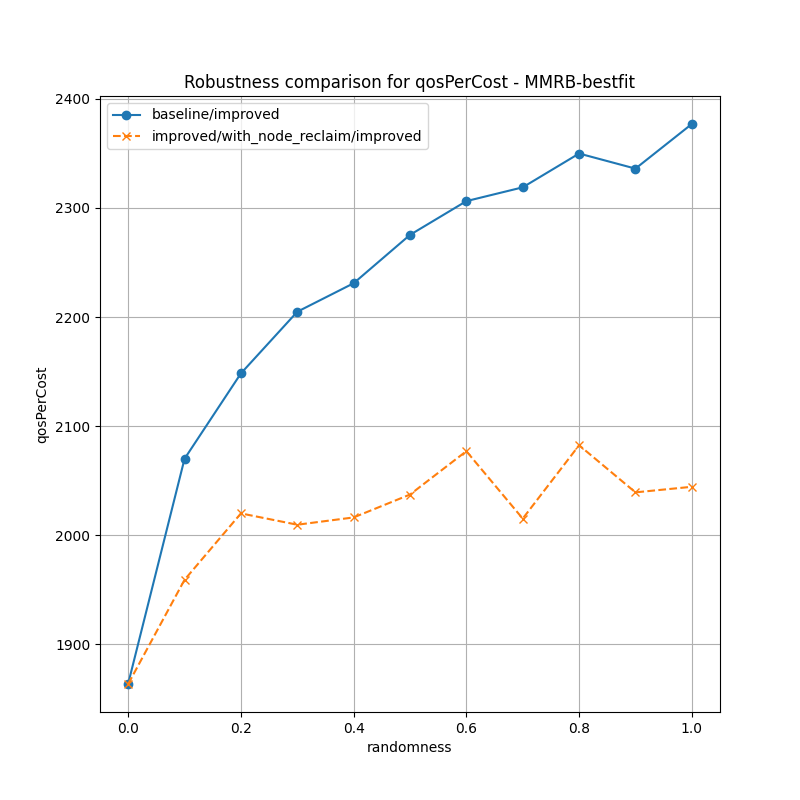 Robustness comparison for qosPerCost - MMRB-bestfit
baseline/improved
improved/with_node_reclaim/improved
qosPerCost
2400
2300
2200
2100
2000
1900
0.0 0.2 0.4 0.6 0.8 1.0
randomness